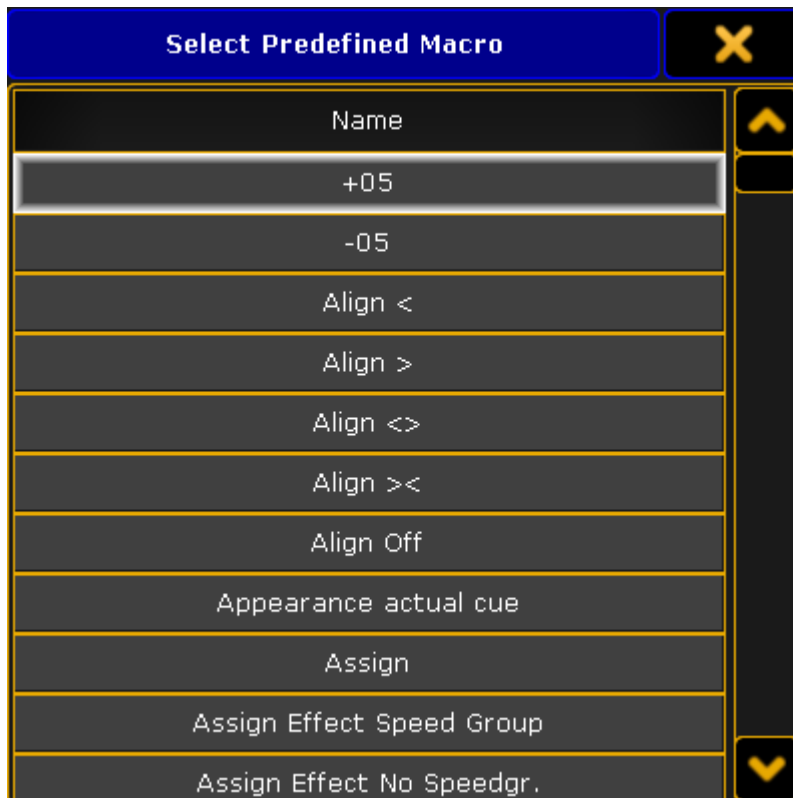 Select Predefined Macro
Name
+05
-05
Align <
Align >
Align <>
Align ><
Align Off
Appearance actual cue
Assign
Assign Effect Speed Group
Assign Effect No Speedgr.